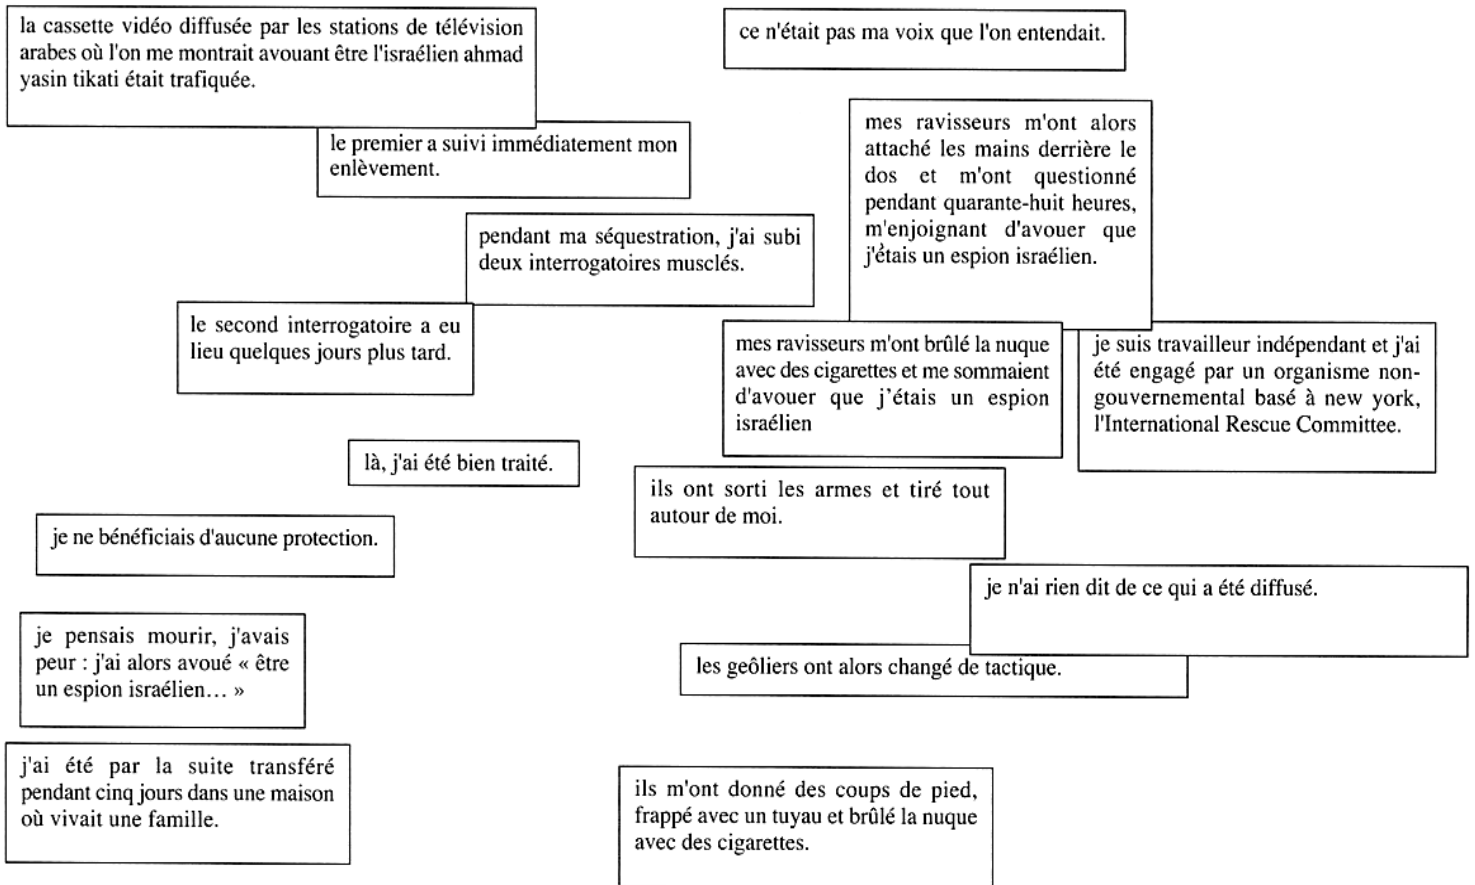 la cassette vidéo diffusée par les stations de télévision
arabes où l'on me montrait avouant être l'israélien ahmad
yasin tikati était trafiquée.
ce n'était pas ma voix que l'on entendait.
le premier a suivi immédiatement mon
enlèvement.
mes ravisseurs m'ont alors
attaché les mains derrière le
dos et m'ont questionné
pendant quarante-huit heures,
m'enjoignant d'avouer que
j'étais un espion israélien.
pendant ma séquestration, j'ai subi
deux interrogatoires musclés.
le second interrogatoire a eu
lieu quelques jours plus tard.
mes ravisseurs m'ont brûlé la nuque
avec des cigarettes et me sommaient
d'avouer que j'étais un espion
israélien
je suis travailleur indépendant et j'ai
été engagé par un organisme non-
gouvernemental basé à new york,
l'International Rescue Committee.
là, j'ai été bien traité.
ils ont sorti les armes et tiré tout
autour de moi.
je ne bénéficiais d'aucune protection.
je n'ai rien dit de ce qui a été diffusé.
je pensais mourir, j'avais
peur : j'ai alors avoué « être
un espion israélien... »
les geôliers ont alors changé de tactique.
j'ai été par la suite transféré
pendant cinq jours dans une maison
où vivait une famille.
ils m'ont donné des coups de pied,
frappé avec un tuyau et brûlé la nuque
avec des cigarettes.